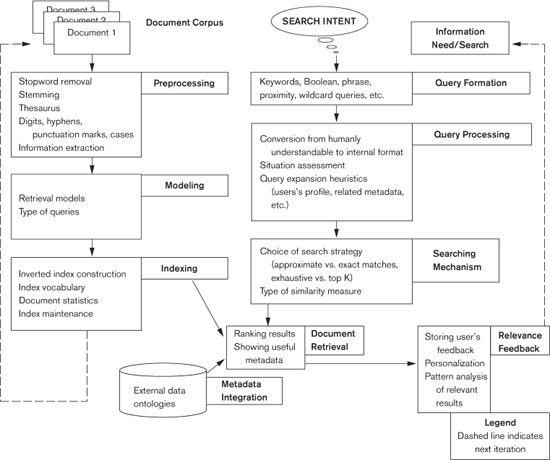 Document 3
Document 2
Document 1
Document Corpus
Stopword removal
Stemming
Thesaurus
Digits, hyphens,
punctuation marks, cases
Information extraction
Preprocessing
Retrieval models
Type of queries
Modeling
Inverted index construction
Index vocabulary
Document statistics
Index maintenance
Indexing
SEARCH INTENT
Information
Need/Search
Keywords, Boolean, phrase,
proximity, wildcard queries, etc.
Query Formation
Conversion from humanly
understandable to internal format
Situation assessment
Query expansion heuristics
(users's profile, related metadata,
etc.)
Query Processing
Choice of search strategy
(approximate vs. exact matches,
exhaustive vs. top K)
Type of similarity measure
Searching
Mechanism
Ranking results
Showing useful
metadata
Document
Retrieval
External data
ontologies
Metadata
Integration
Storing user's
feedback
Personalization
Pattern analysis
of relevant
results
Relevance
Feedback
Legend
Dashed line indicates
next iteration